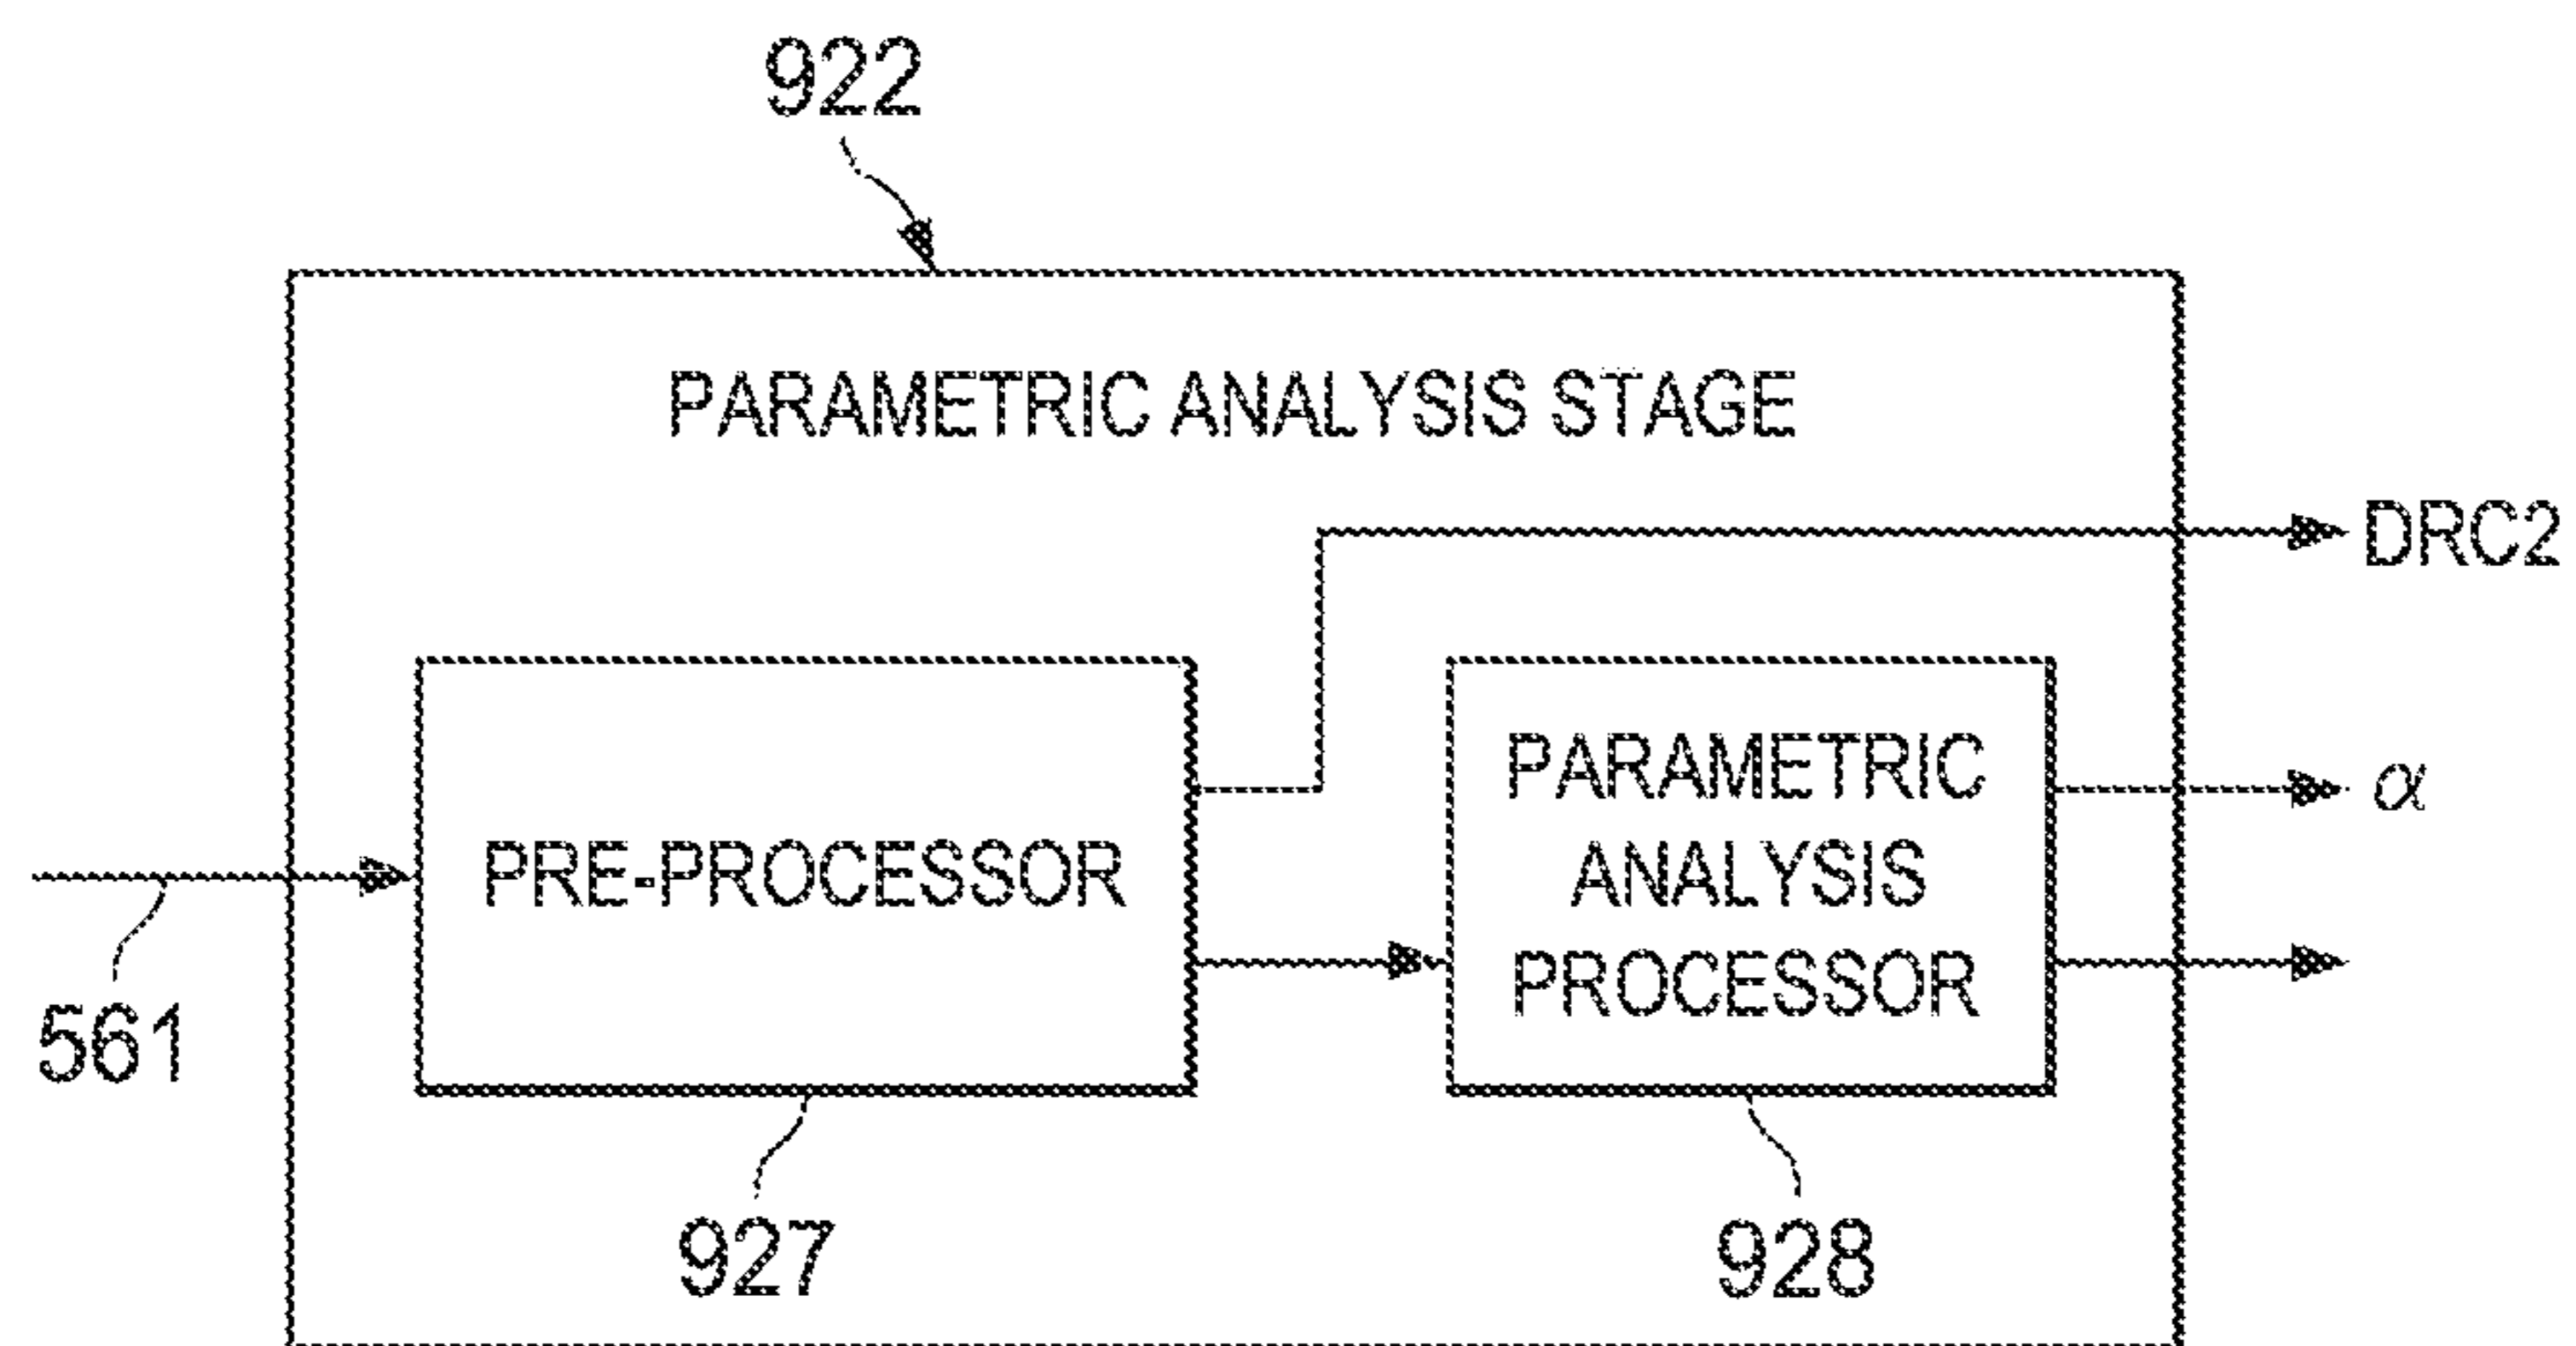 922
PARAMETRIC ANALYSIS STAGE
DRC2
PARAMETRIC
ANALYSIS
PROCESSOR
α
PRE-PROCESSOR
561
927
928